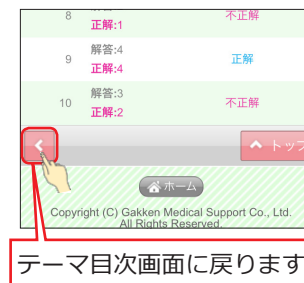 8
正解:1
不正解
9
解答:4
正解:4
正解
10
解答:3
正解:2
不正解
トップ
ホーム
Copyright (C) Gakken Medical Support Co., Ltd.
All Rights Reserved.
テーマ目次画面に戻ります